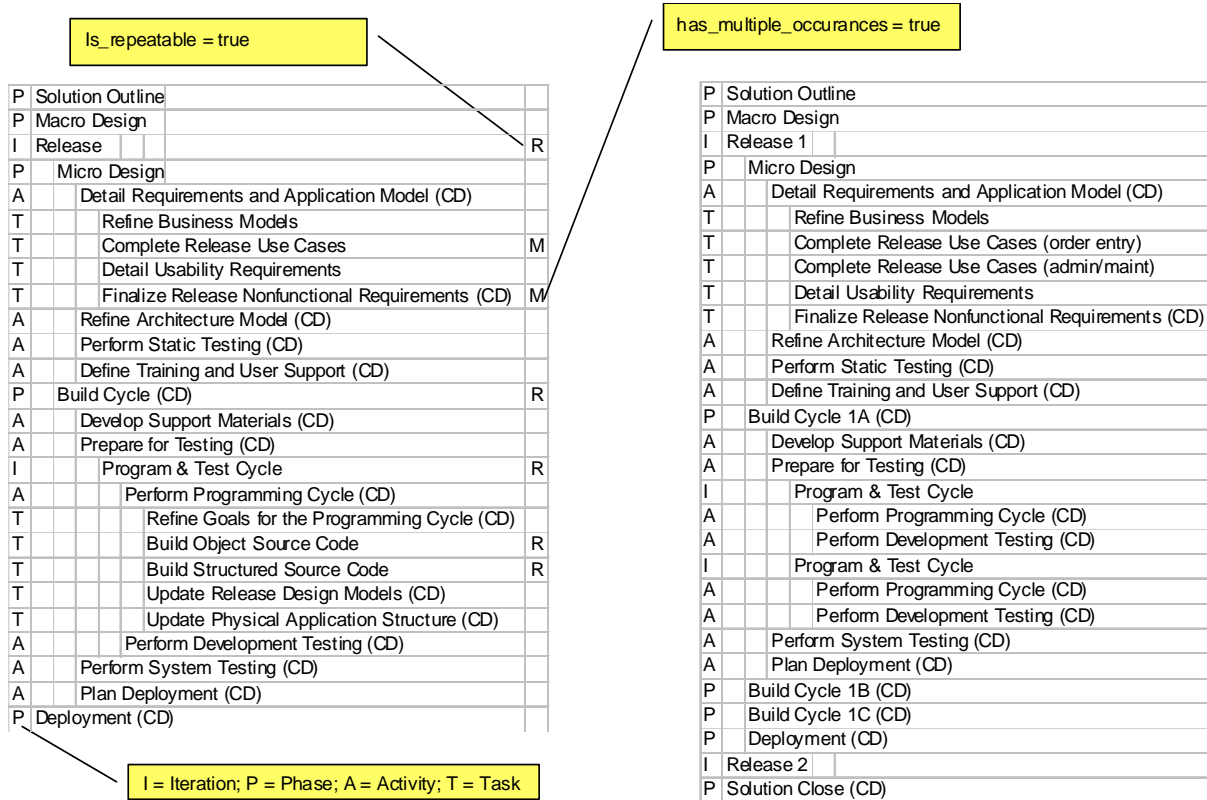 Is_repeatable = true
has_multiple_occurances = true
P Solution Outline
P Macro Design
I Release R
P Micro Design
A Detail Requirements and Application Model (CD)
T Refine Business Models
T Complete Release Use Cases M
T Detail Usability Requirements
T Finalize Release Nonfunctional Requirements (CD) M
A Refine Architecture Model (CD)
A Perform Static Testing (CD)
A Define Training and User Support (CD)
P Build Cycle (CD) R
A Develop Support Materials (CD)
A Prepare for Testing (CD)
I Program & Test Cycle R
A Perform Programming Cycle (CD)
T Refine Goals for the Programming Cycle (CD)
T Build Object Source Code R
T Build Structured Source Code R
T Update Release Design Models (CD)
T Update Physical Application Structure (CD)
A Perform Development Testing (CD)
A Perform System Testing (CD)
A Plan Deployment (CD)
P Deployment (CD)
I = Iteration; P = Phase; A = Activity; T = Task
P Solution Outline
P Macro Design
I Release 1
P Micro Design
A Detail Requirements and Application Model (CD)
T Refine Business Models
T Complete Release Use Cases (order entry)
T Complete Release Use Cases (admin/maint)
T Detail Usability Requirements
T Finalize Release Nonfunctional Requirements (CD)
A Refine Architecture Model (CD)
A Perform Static Testing (CD)
A Define Training and User Support (CD)
P Build Cycle 1A (CD)
A Develop Support Materials (CD)
A Prepare for Testing (CD)
I Program & Test Cycle
A Perform Programming Cycle (CD)
A Perform Development Testing (CD)
I Program & Test Cycle
A Perform Programming Cycle (CD)
A Perform Development Testing (CD)
A Perform System Testing (CD)
A Plan Deployment (CD)
P Build Cycle 1B (CD)
P Build Cycle 1C (CD)
P Deployment (CD)
I Release 2
P Solution Close (CD)